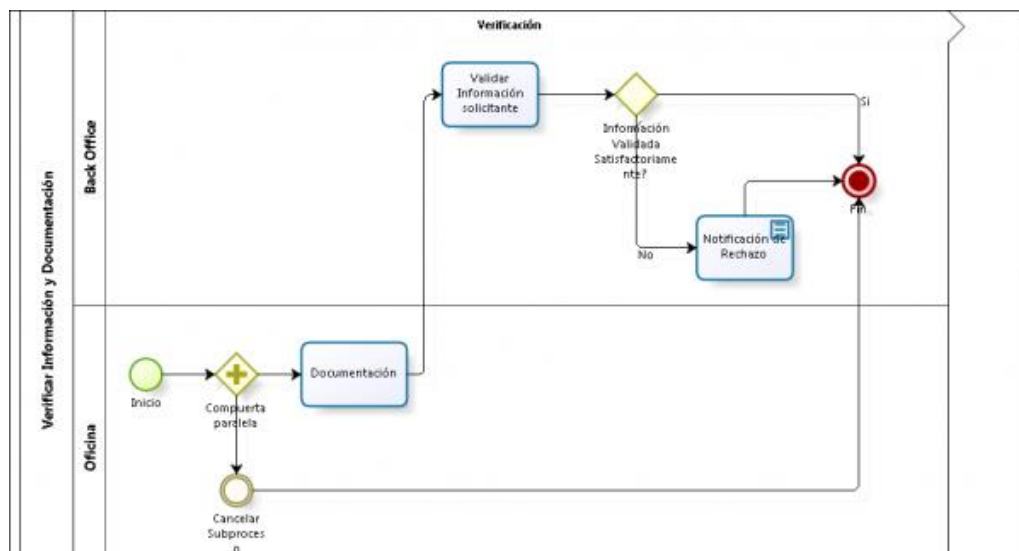 Verificación
Verificar Información y Documentación
Back Office
Validar
Información
solicitante
Información
Validada
Satisfactoriame
nte?
Si
Fin
No
Notificación de
Rechazo
Oficina
Inicio
Compuerta
paralela
Documentación
Cancelar
Subproces
o